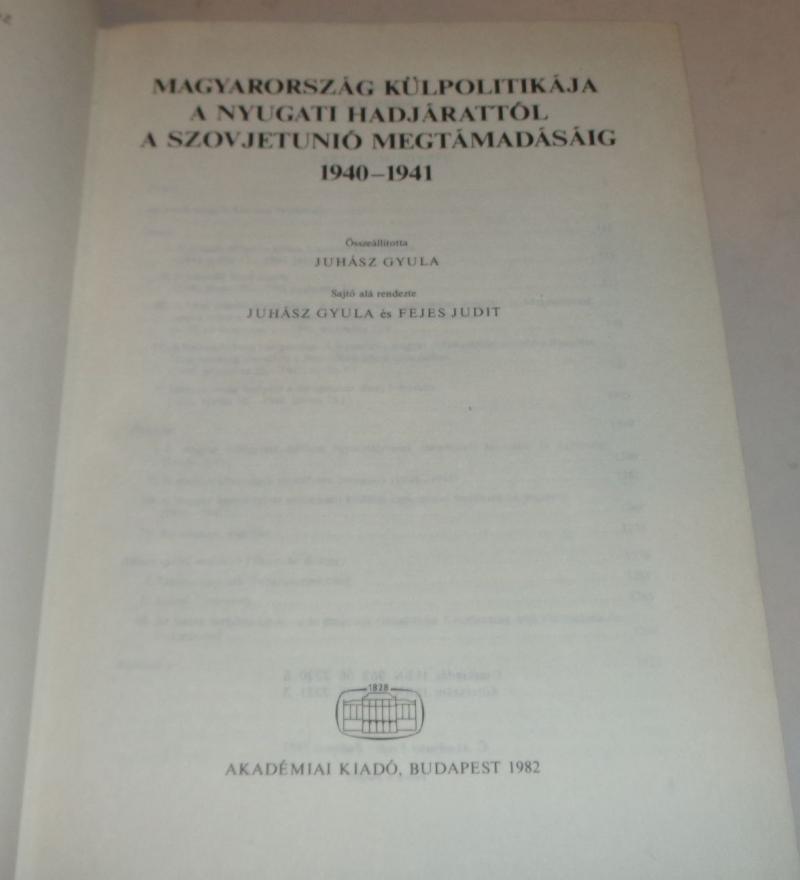 MAGYARORSZÁG KÜLPOLITIKÁJA
A NYUGATI HADJÁRATTÓL
A SZOVJETUNIÓ MEGTÁMADÁSÁIG
1940–1941
Összeállította
JUHÁSZ GYULA
Sajtó alá rendezte
JUHÁSZ GYULA és FEJES JUDIT
1828
AKADÉMIAI KIADÓ, BUDAPEST 1982